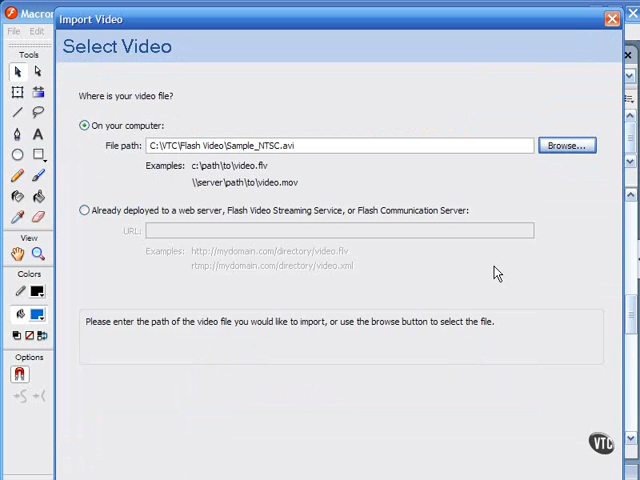 Macron
Import Video
File Edit
Select Video
Tools
Where is your video file?
On your computer:
File path: C:\VTC\Flash Video\Sample_NTSC.avi Browse...
Examples: c:\path\to\video.flv
\\server\path\to\video.mov
Already deployed to a web server, Flash Video Streaming Service, or Flash Communication Server:
URL:
Examples: http://mydomain.com/directory/video.flv
rtmp://mydomain.com/directory/video.xml
View
Colors
Please enter the path of the video file you would like to import, or use the browse button to select the file.
Options
VTC